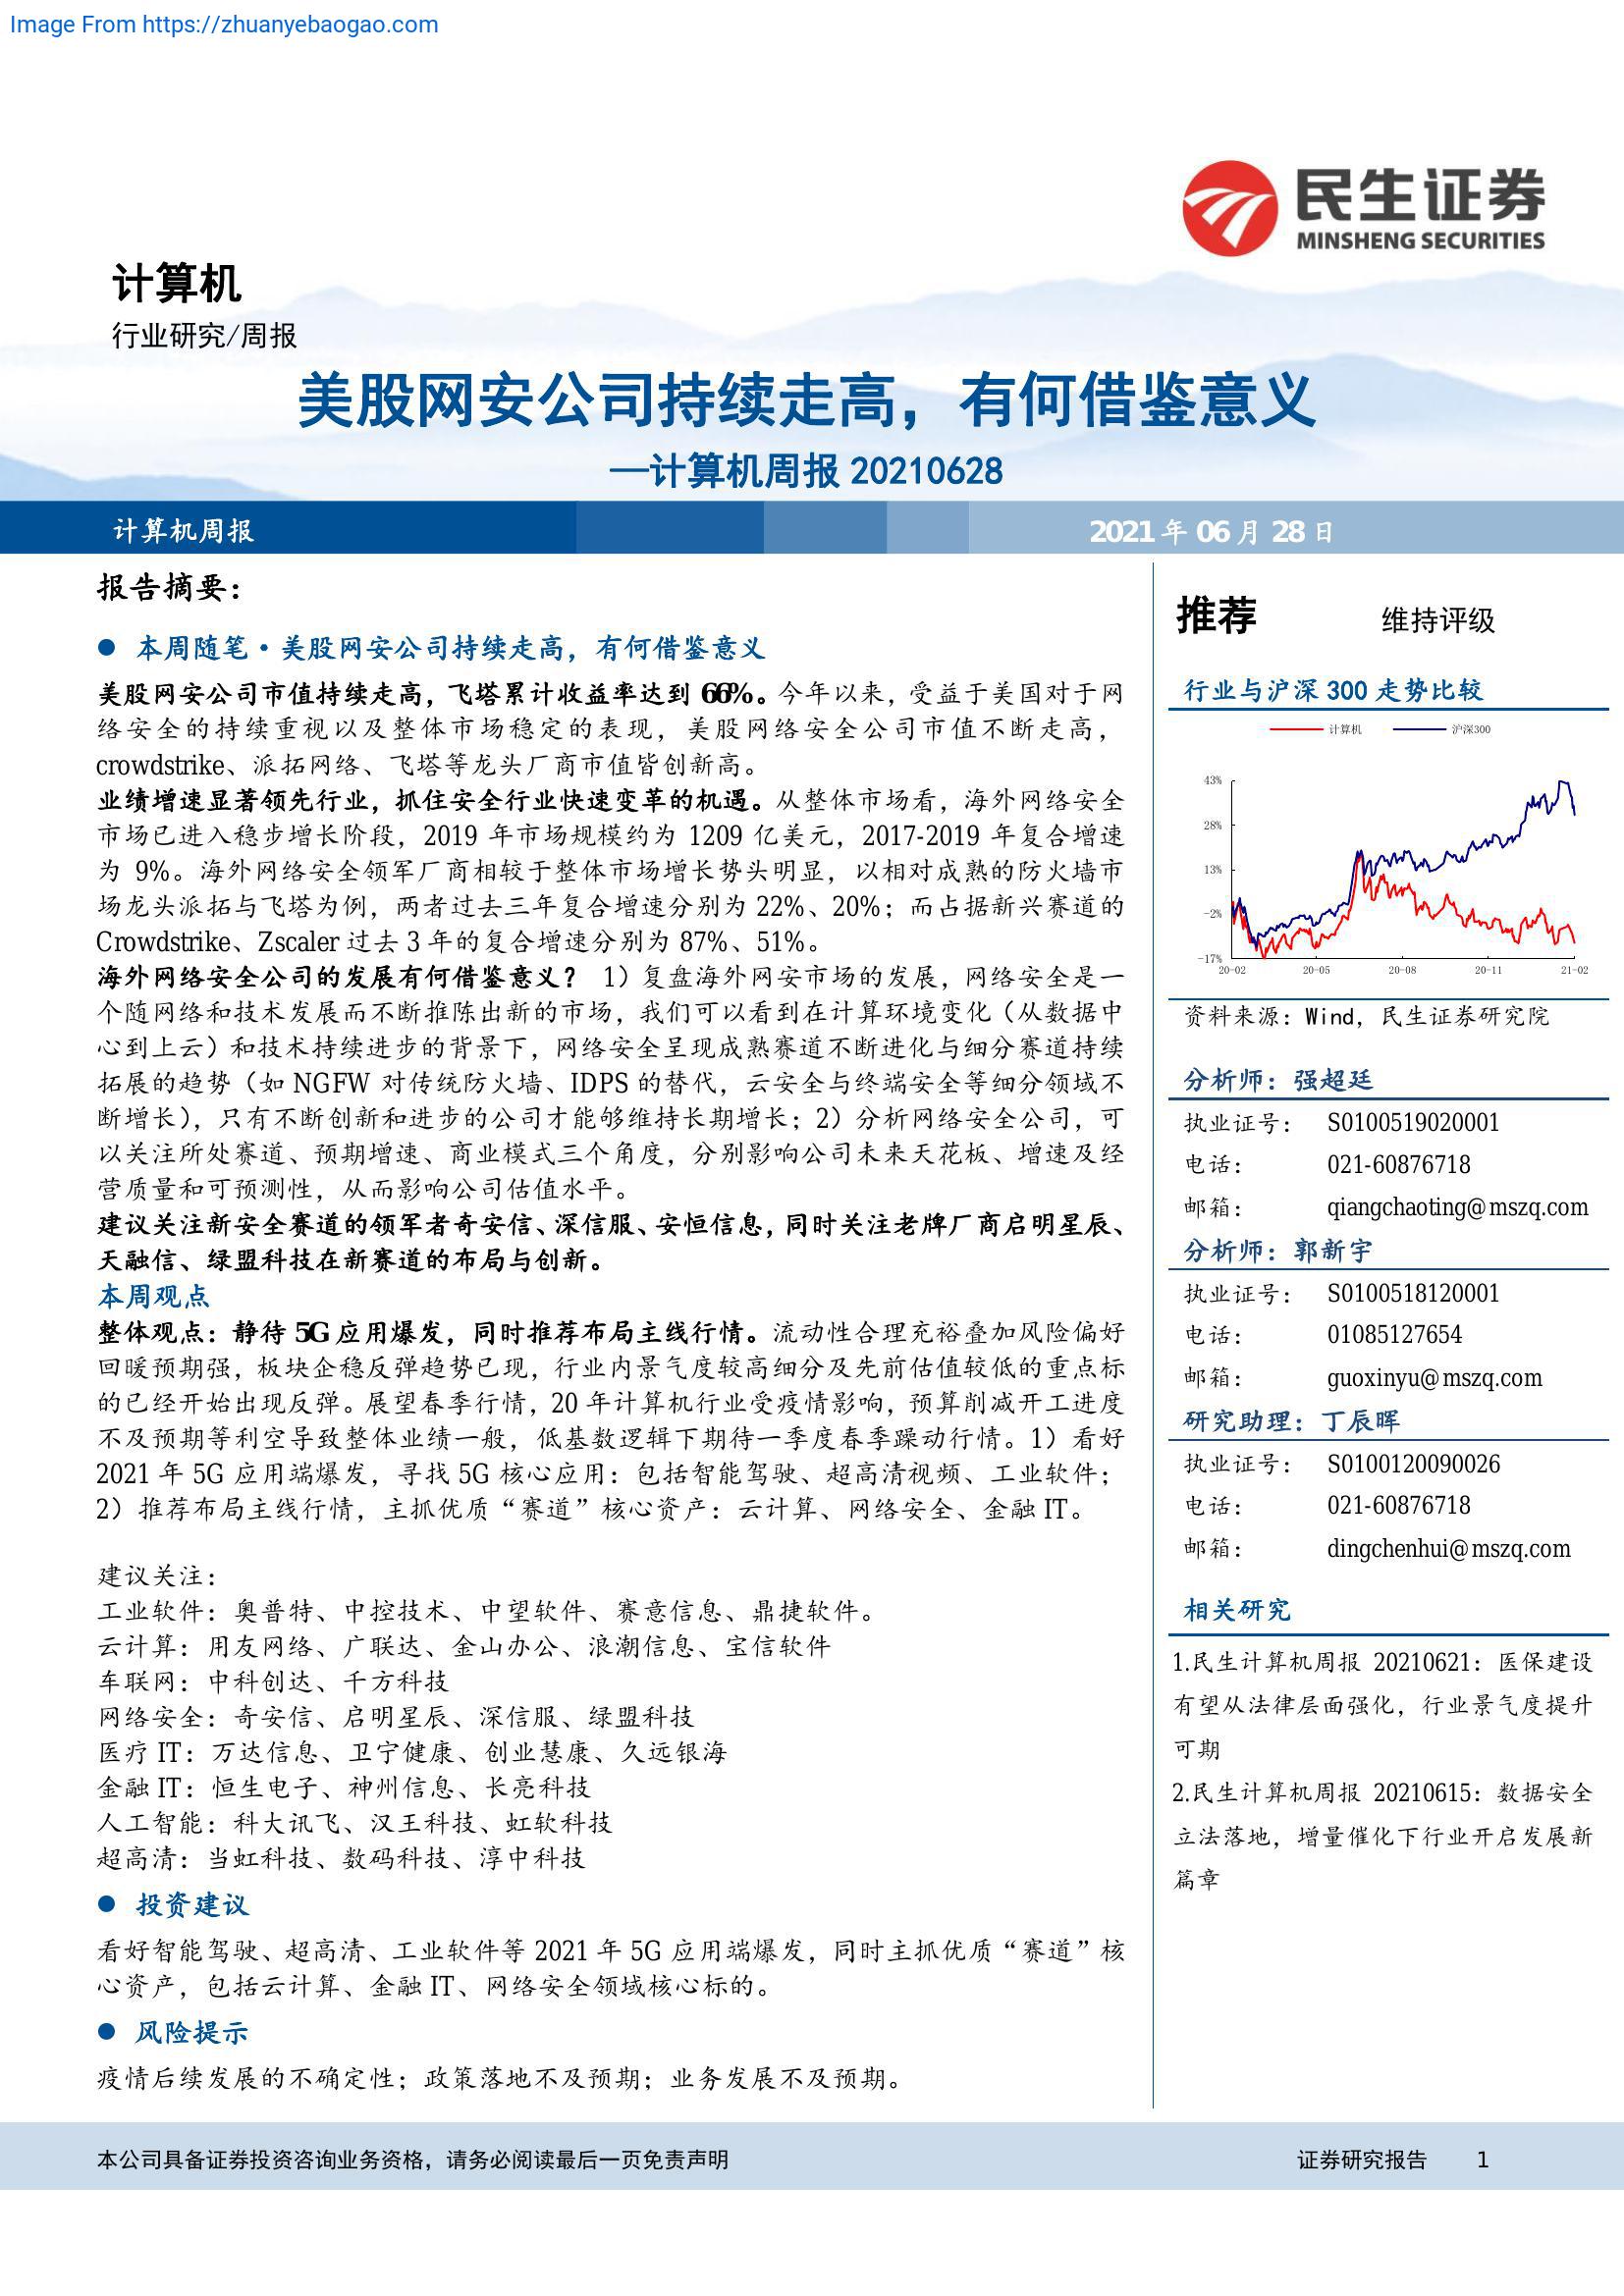 Image From https://zhuanyebaogao.com
民生证券
MINSHENG SECURITIES
计算机
行业研究/周报
美股网安公司持续走高，有何借鉴意义
—计算机周报 20210628
计算机周报
2021 年 06 月 28 日
报告摘要：
● 本周随笔·美股网安公司持续走高，有何借鉴意义
美股网安公司市值持续走高，飞塔累计收益率达到 66%。今年以来，受益于美国对于网
络安全的持续重视以及整体市场稳定的表现，美股网络安全公司市值不断走高，
crowdstrike、派拓网络、飞塔等龙头厂商市值皆创新高。
业绩增速显著领先行业，抓住安全行业快速变革的机遇。从整体市场看，海外网络安全
市场已进入稳步增长阶段，2019 年市场规模约为 1209 亿美元，2017-2019 年复合增速
为 9%。海外网络安全领军厂商相较于整体市场增长势头明显，以相对成熟的防火墙市
场龙头派拓与飞塔为例，两者过去三年复合增速分别为 22%、20%；而占据新兴赛道的
Crowdstrike、Zscaler 过去 3 年的复合增速分别为 87%、51%。
海外网络安全公司的发展有何借鉴意义？ 1）复盘海外网安市场的发展，网络安全是一
个随网络和技术发展而不断推陈出新的市场，我们可以看到在计算环境变化（从数据中
心到上云）和技术持续进步的背景下，网络安全呈现成熟赛道不断进化与细分赛道持续
拓展的趋势（如 NGFW 对传统防火墙、IDPS 的替代，云安全与终端安全等细分领域不
断增长），只有不断创新和进步的公司才能够维持长期增长；2）分析网络安全公司，可
以关注所处赛道、预期增速、商业模式三个角度，分别影响公司未来天花板、增速及经
营质量和可预测性，从而影响公司估值水平。
建议关注新安全赛道的领军者奇安信、深信服、安恒信息，同时关注老牌厂商启明星辰、
天融信、绿盟科技在新赛道的布局与创新。
本周观点
整体观点：静待 5G 应用爆发，同时推荐布局主线行情。流动性合理充裕叠加风险偏好
回暖预期强，板块企稳反弹趋势已现，行业内景气度较高细分及先前估值较低的重点标
的已经开始出现反弹。展望春季行情，20 年计算机行业受疫情影响，预算削减开工进度
不及预期等利空导致整体业绩一般，低基数逻辑下期待一季度春季躁动行情。1）看好
2021 年 5G 应用端爆发，寻找 5G 核心应用：包括智能驾驶、超高清视频、工业软件；
2）推荐布局主线行情，主抓优质“赛道”核心资产：云计算、网络安全、金融 IT。
建议关注：
工业软件：奥普特、中控技术、中望软件、赛意信息、鼎捷软件。
云计算：用友网络、广联达、金山办公、浪潮信息、宝信软件
车联网：中科创达、千方科技
网络安全：奇安信、启明星辰、深信服、绿盟科技
医疗 IT：万达信息、卫宁健康、创业慧康、久远银海
金融 IT：恒生电子、神州信息、长亮科技
人工智能：科大讯飞、汉王科技、虹软科技
超高清：当虹科技、数码科技、淳中科技
● 投资建议
看好智能驾驶、超高清、工业软件等 2021 年 5G 应用端爆发，同时主抓优质“赛道”核
心资产，包括云计算、金融 IT、网络安全领域核心标的。
● 风险提示
疫情后续发展的不确定性；政策落地不及预期；业务发展不及预期。
推荐 维持评级
行业与沪深 300 走势比较
计算机 沪深300
43%
28%
13%
-2%
-17%
20-02 20-05 20-08 20-11 21-02
资料来源：Wind，民生证券研究院
分析师：强超廷
执业证号： S0100519020001
电话： 021-60876718
邮箱： qiangchaoting@mszq.com
分析师：郭新宇
执业证号： S0100518120001
电话： 01085127654
邮箱： guoxinyu@mszq.com
研究助理：丁辰晖
执业证号： S0100120090026
电话： 021-60876718
邮箱： dingchenhui@mszq.com
相关研究
1.民生计算机周报 20210621：医保建设
有望从法律层面强化，行业景气度提升
可期
2.民生计算机周报 20210615：数据安全
立法落地，增量催化下行业开启发展新
篇章
本公司具备证券投资咨询业务资格，请务必阅读最后一页免责声明
证券研究报告 1